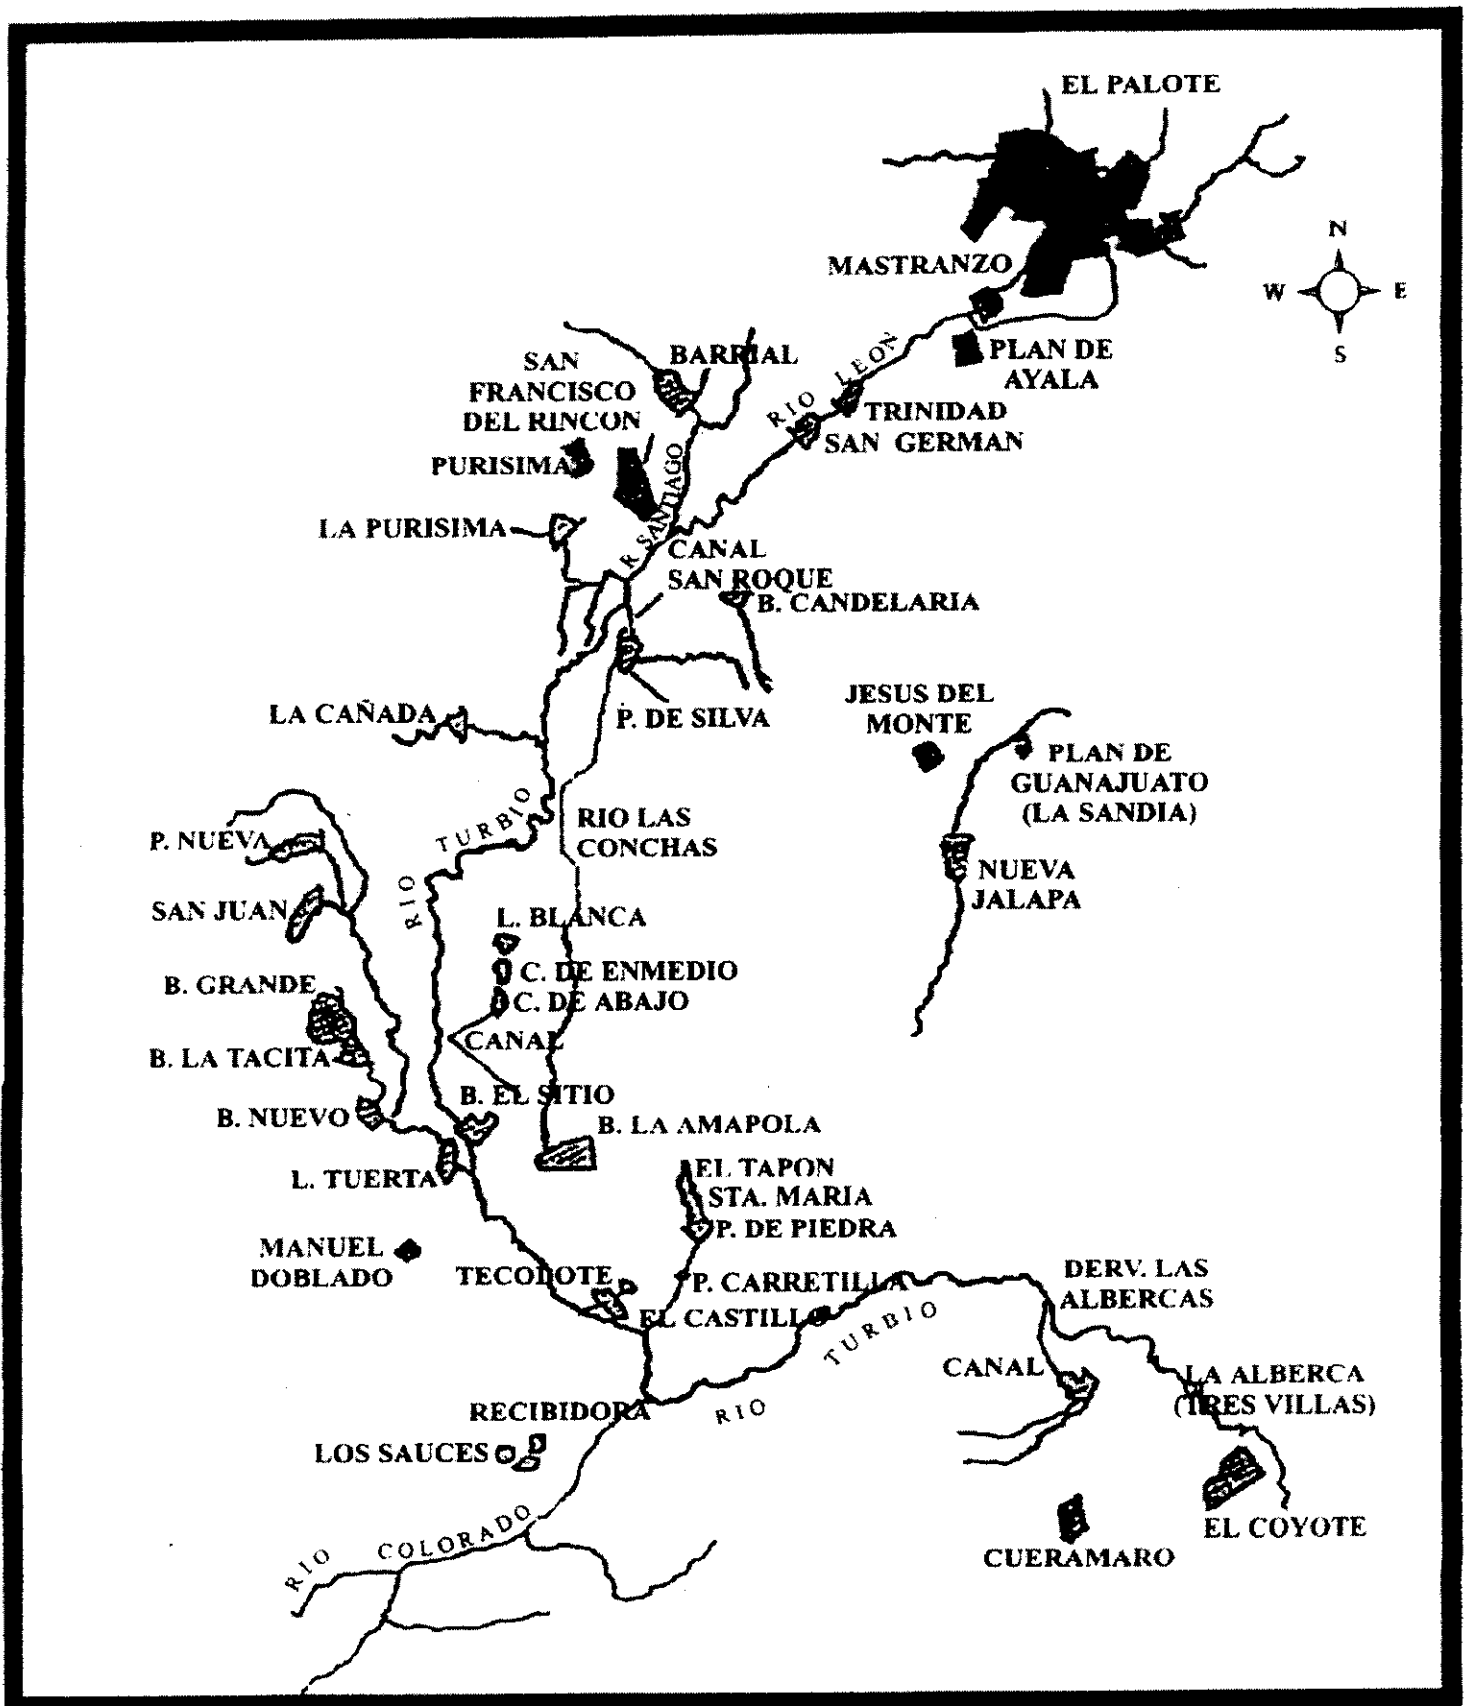 EL PALOTE
N
MASTRANZO
W
E
S
PLAN DE
AYALA
RIO LEON
BARRIAL
SAN
FRANCISCO
DEL RINCON
TRINIDAD
SAN GERMAN
PURISIMA
R SANTIAGO
LA PURISIMA
CANAL
SAN ROQUE
B. CANDELARIA
JESUS DEL
MONTE
LA CAÑADA
P. DE SILVA
PLAN DE
GUANAJUATO
(LA SANDIA)
RIO TURBIO
RIO LAS
CONCHAS
P. NUEVA
NUEVA
JALAPA
SAN JUAN
L. BLANCA
C. DE ENMEDIO
B. GRANDE
C. DE ABAJO
CANAL
B. LA TACITA
B. EL SITIO
B. NUEVO
B. LA AMAPOLA
L. TUERTA
EL TAPON
STA. MARIA
P. DE PIEDRA
MANUEL
DOBLADO
TECOLOTE
P. CARRETILLA
DERV. LAS
ALBERCAS
EL CASTILLO
RIO TURBIO
CANAL
LA ALBERCA
(TRES VILLAS)
RECIBIDORA
LOS SAUCES
RIO COLORADO
EL COYOTE
CUERAMARO